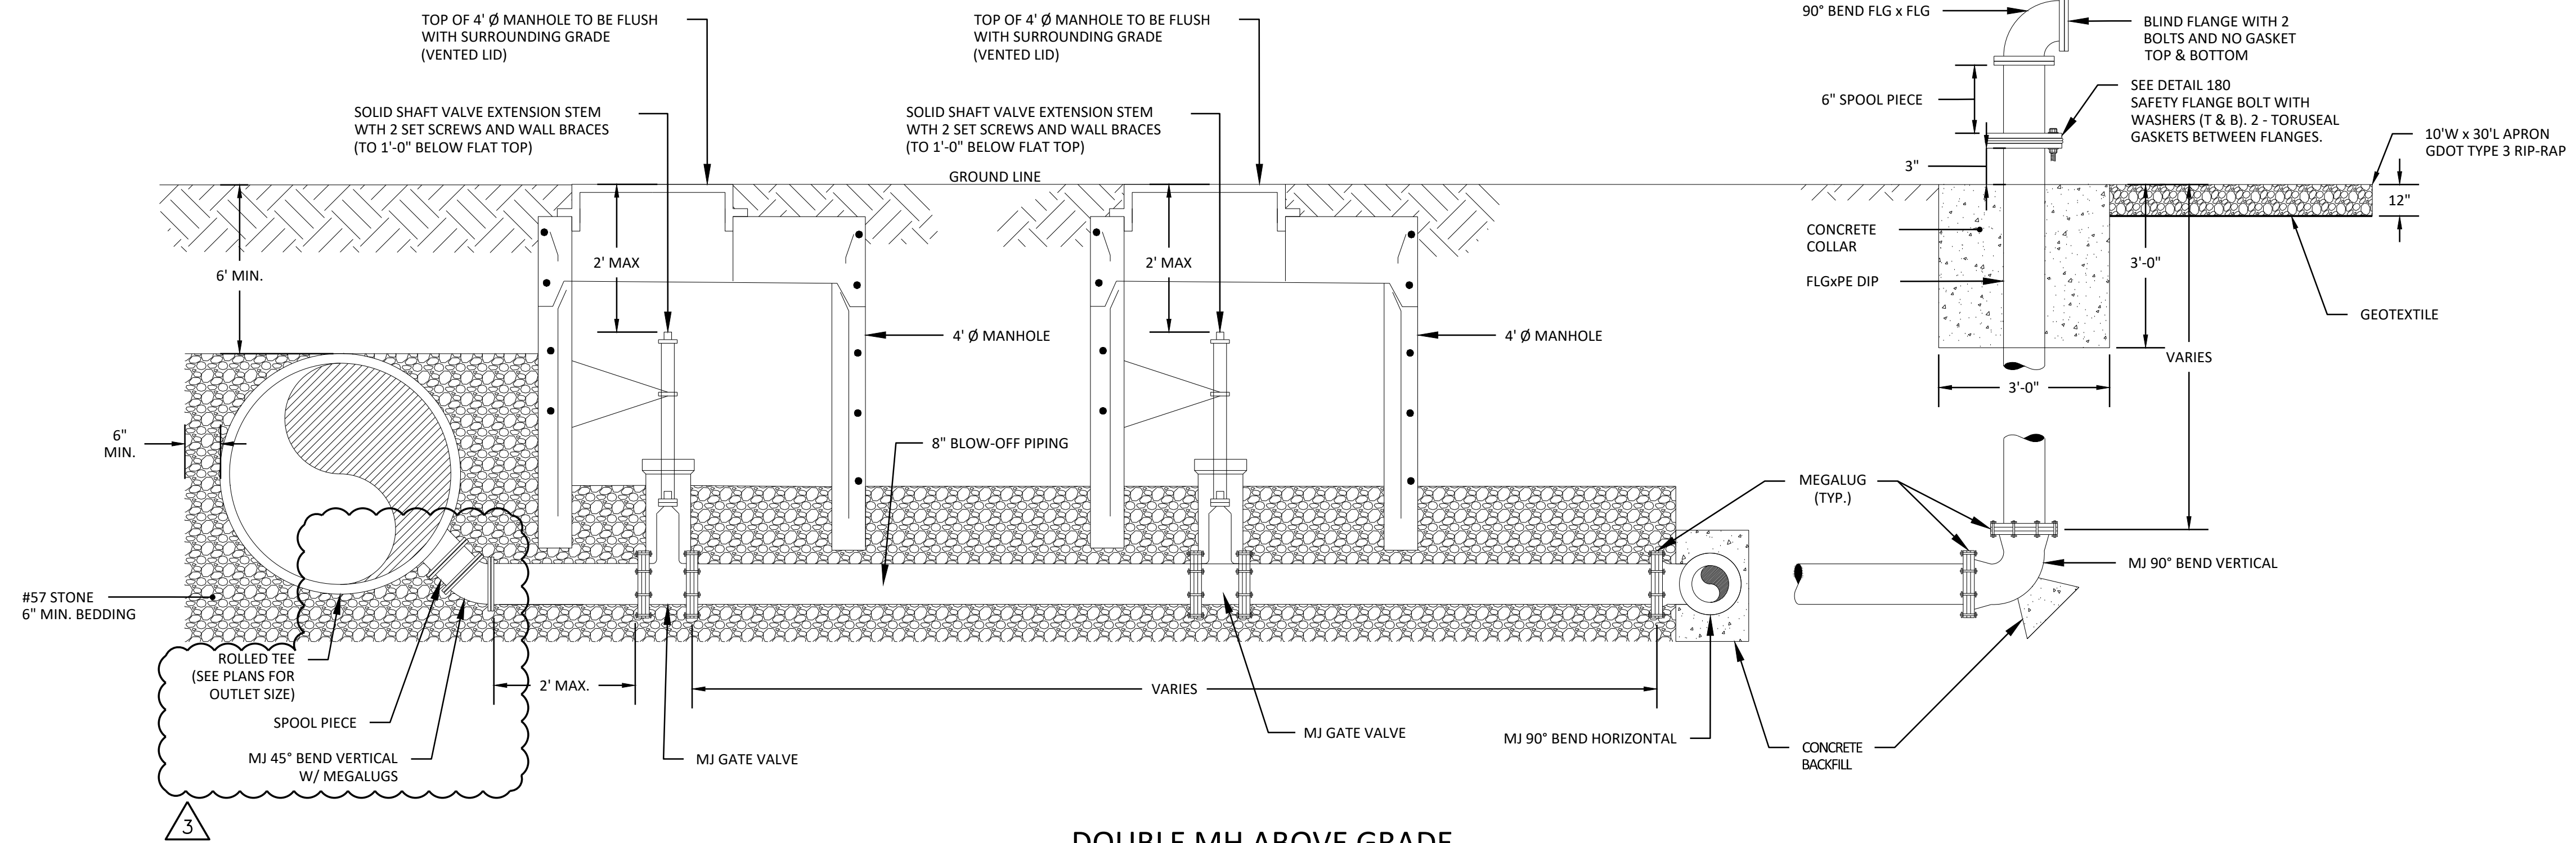 TOP OF 4' Ø MANHOLE TO BE FLUSH
WITH SURROUNDING GRADE
(VENTED LID)
TOP OF 4' Ø MANHOLE TO BE FLUSH
WITH SURROUNDING GRADE
(VENTED LID)
90° BEND FLG x FLG
BLIND FLANGE WITH 2
BOLTS AND NO GASKET
TOP & BOTTOM
SOLID SHAFT VALVE EXTENSION STEM
WTH 2 SET SCREWS AND WALL BRACES
(TO 1'-0" BELOW FLAT TOP)
SOLID SHAFT VALVE EXTENSION STEM
WTH 2 SET SCREWS AND WALL BRACES
(TO 1'-0" BELOW FLAT TOP)
6" SPOOL PIECE
SEE DETAIL 180
SAFETY FLANGE BOLT WITH
WASHERS (T & B). 2 - TORUSEAL
GASKETS BETWEEN FLANGES.
10'W x 30'L APRON
GDOT TYPE 3 RIP-RAP
3"
GROUND LINE
12"
CONCRETE
COLLAR
2' MAX
2' MAX
6' MIN.
3'-0"
FLGxPE DIP
GEOTEXTILE
4' Ø MANHOLE
4' Ø MANHOLE
VARIES
3'-0"
6"
MIN.
8" BLOW-OFF PIPING
MEGALUG
(TYP.)
MJ 90° BEND VERTICAL
#57 STONE
6" MIN. BEDDING
ROLLED TEE
(SEE PLANS FOR
OUTLET SIZE)
2' MAX.
VARIES
SPOOL PIECE
MJ GATE VALVE
MJ 90° BEND HORIZONTAL
CONCRETE
BACKFILL
MJ 45° BEND VERTICAL
W/ MEGALUGS
MJ GATE VALVE
3
DOUBLE MH ABOVE GRADE